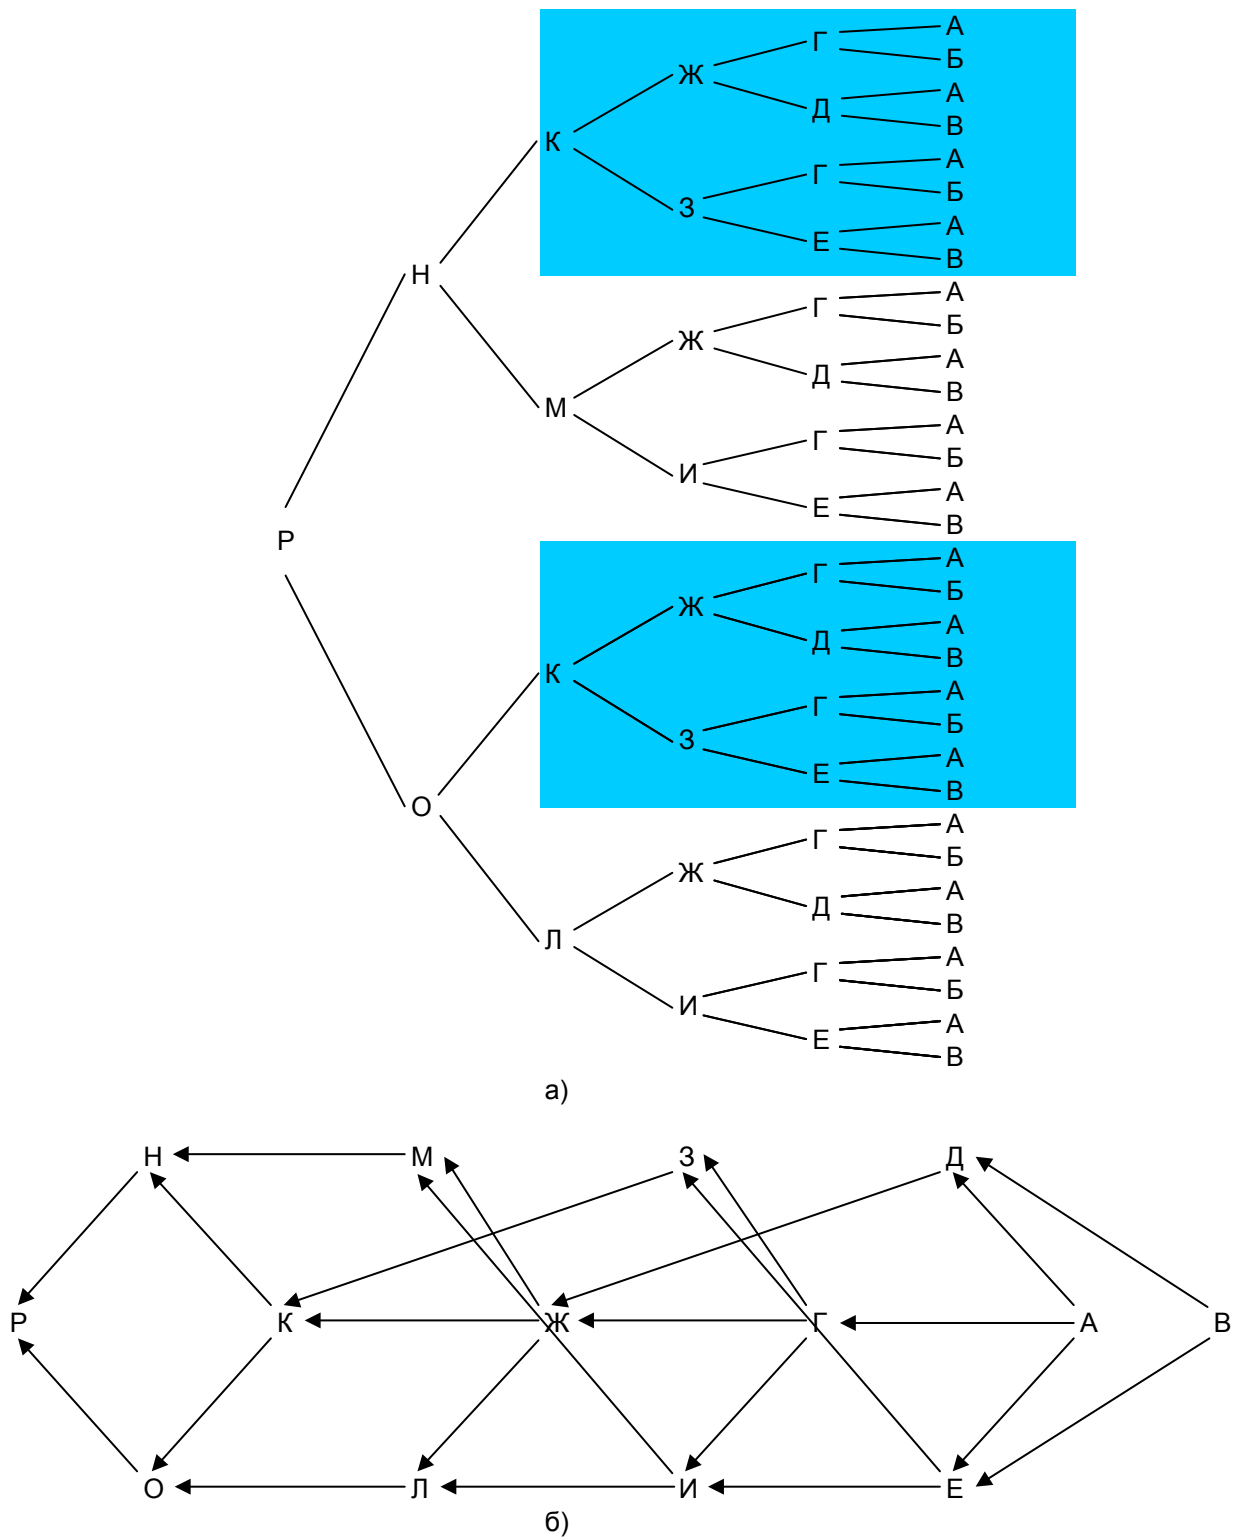 А
Г
Б
Ж
А
Д
В
К
А
Г
Б
З
А
Е
В
Н
А
Г
Б
Ж
А
Д
В
М
А
Г
Б
И
А
Е
В
Р
А
Г
Б
Ж
А
Д
В
К
А
Г
Б
З
А
Е
В
О
А
Г
Б
Ж
А
Д
В
Л
А
Г
Б
И
А
Е
В
а)
Н М З Д
Р К Ж Г А В
О Л И Е
б)